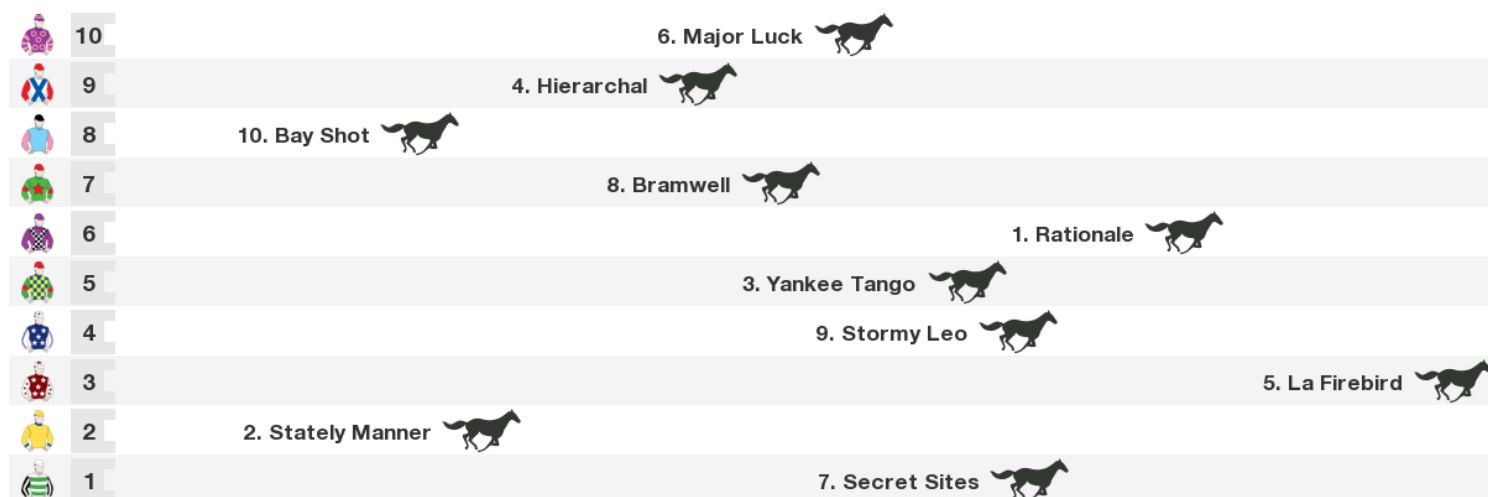 10 6. Major Luck
9 4. Hierarchal
8 10. Bay Shot
7 8. Bramwell
6 1. Rationale
5 3. Yankee Tango
4 9. Stormy Leo
3 5. La Firebird
2 2. Stately Manner
1 7. Secret Sites